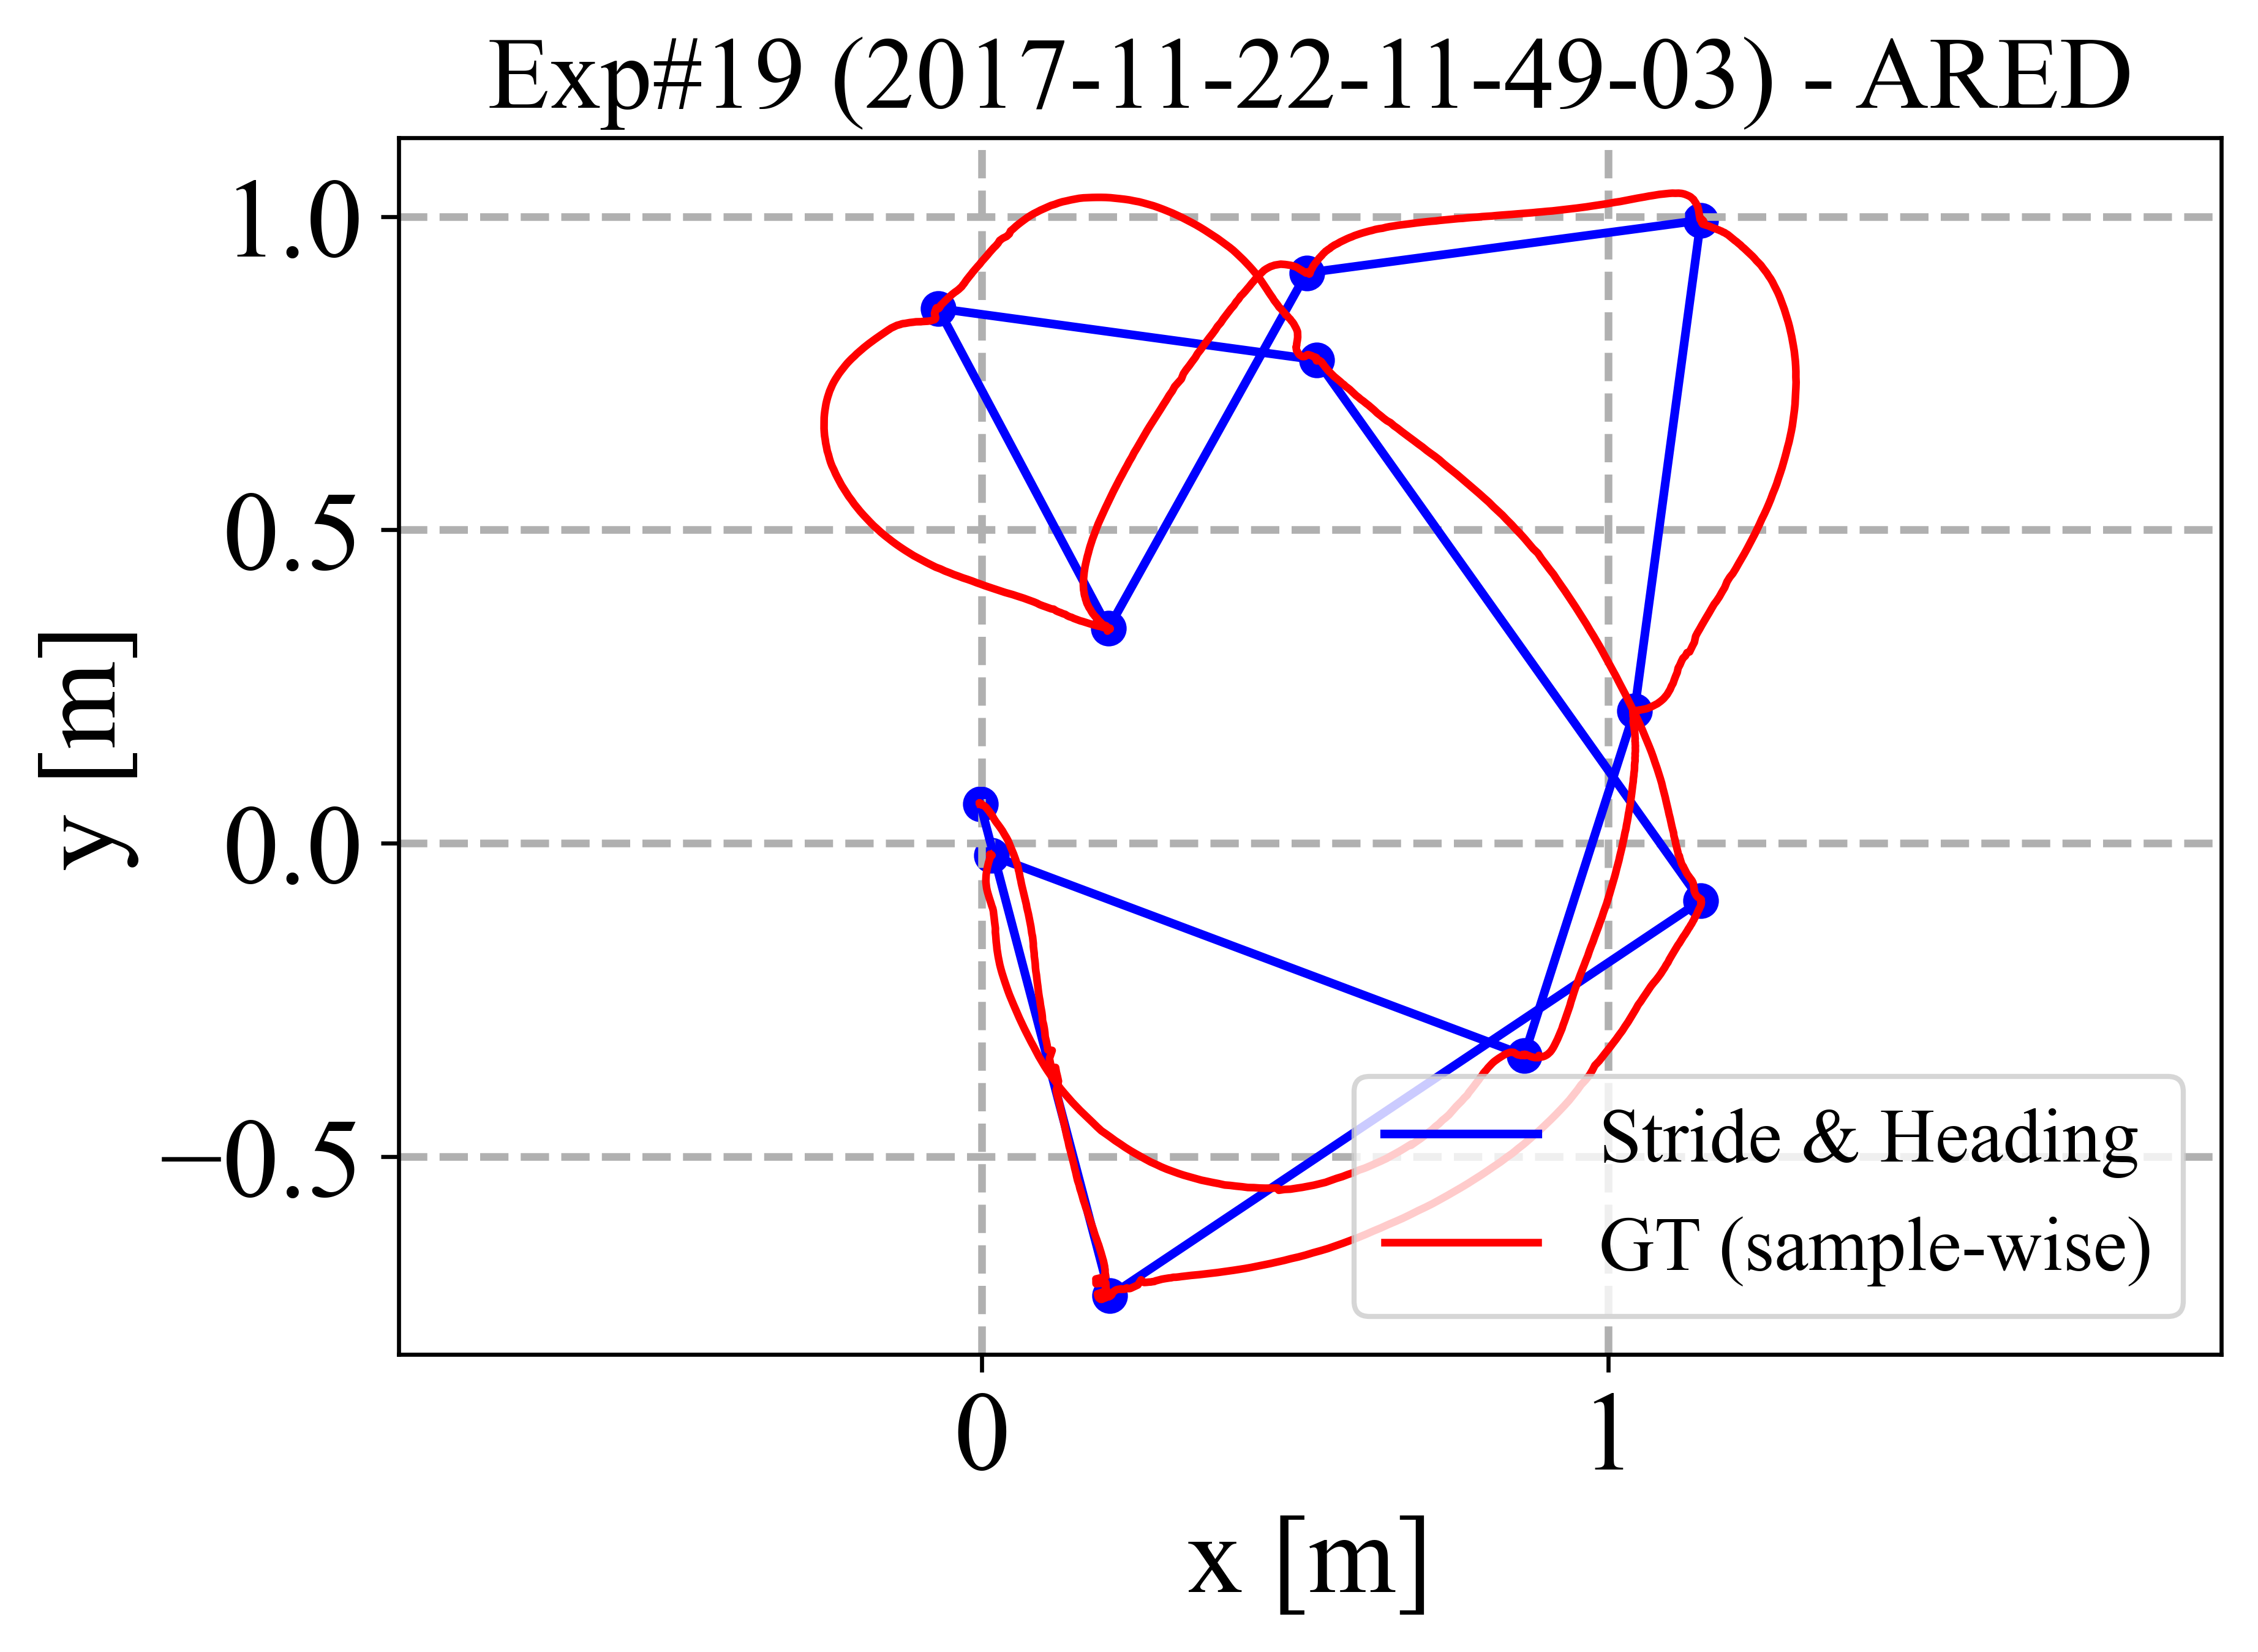 Exp#19 (2017-11-22-11-49-03) - ARED
1.0
0.5
0.0
−0.5
y [m]
0
1
x [m]
Stride & Heading
GT (sample-wise)